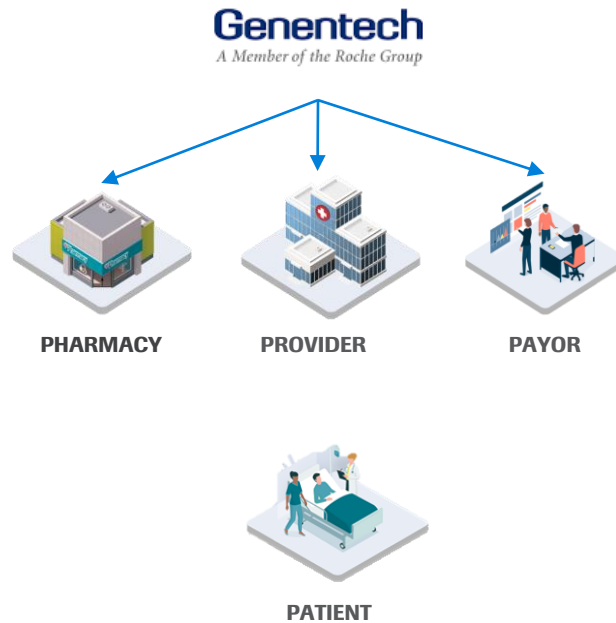 Genentech
A Member of the Roche Group
PHARMACY
PROVIDER
PAYOR
PATIENT